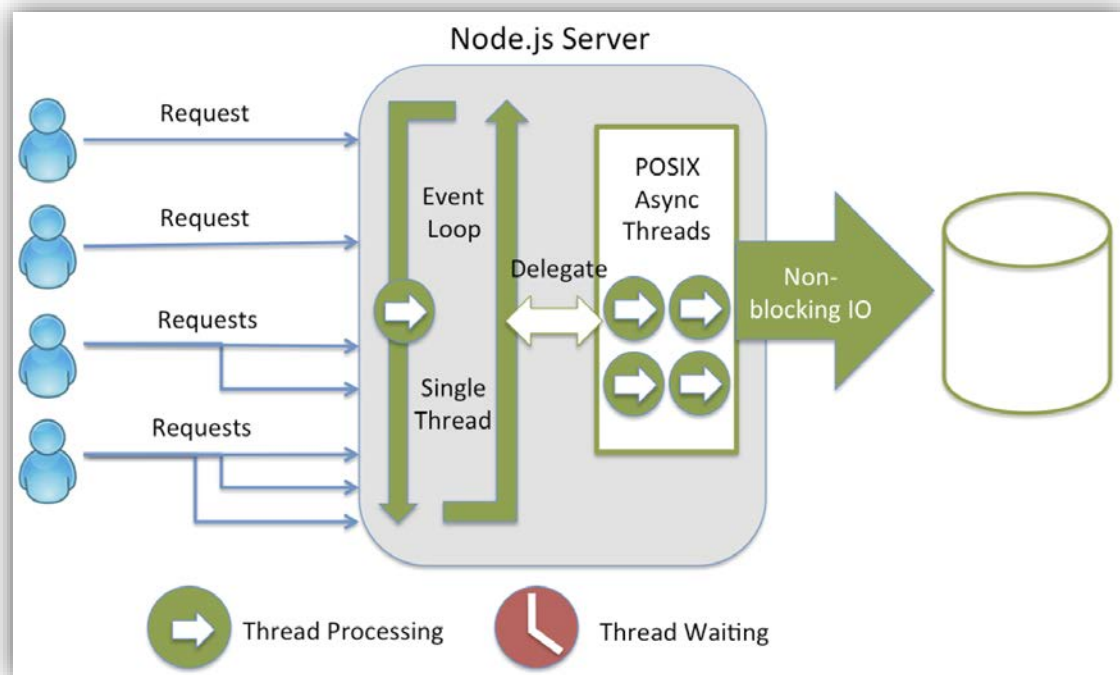 Node.js Server
Request
Request
Requests
Requests
Event
Loop
Single
Thread
Delegate
POSIX
Async
Threads
Non-
blocking IO
Thread Processing
Thread Waiting